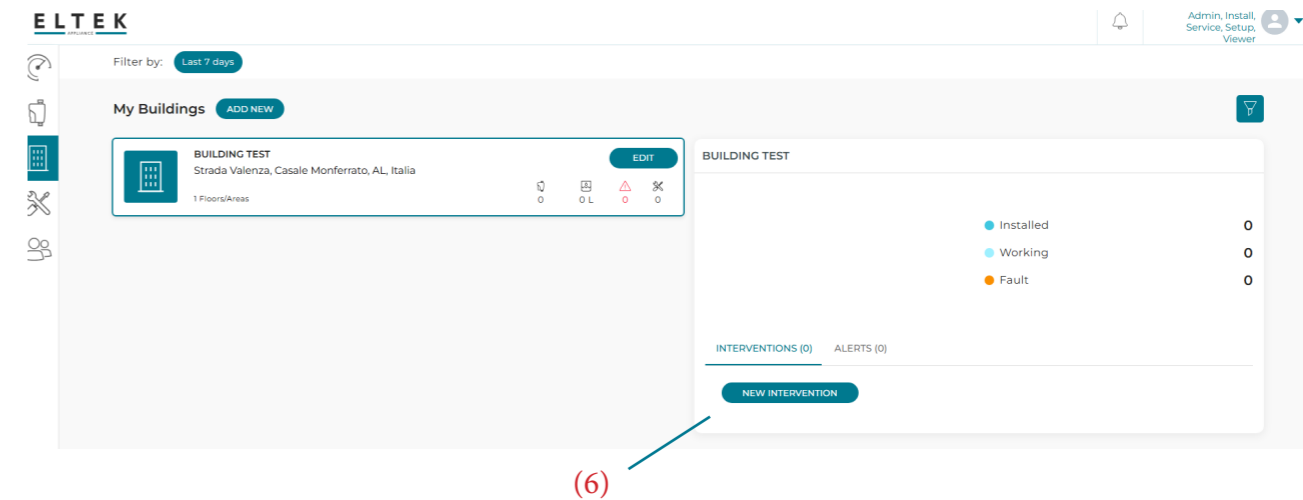 ELTEK
APPLIANCE
Admin, Install,
Service, Setup,
Viewer
Filter by: Last 7 days
My Buildings ADD NEW
BUILDING TEST
EDIT
Strada Valenza, Casale Monferrato, AL, Italia
1 Floors/Areas
0 0 L 0 0
BUILDING TEST
Installed 0
Working 0
Fault 0
INTERVENTIONS (0) ALERTS (0)
NEW INTERVENTION
(6)